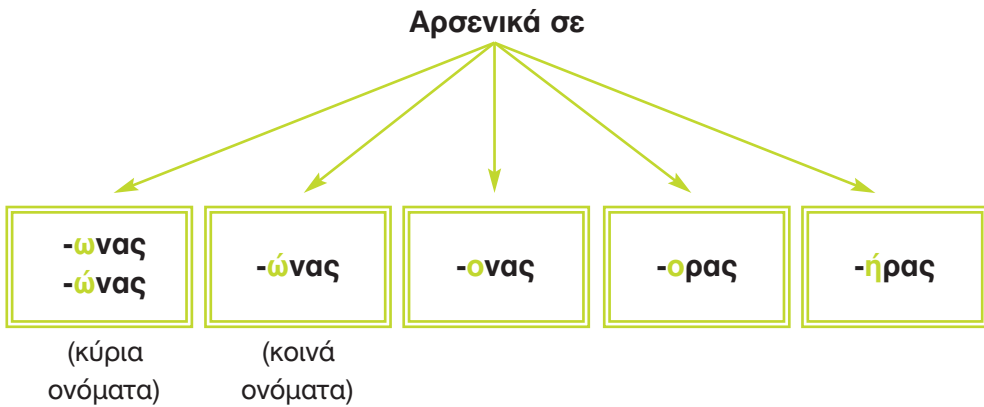 Αρσενικά σε
-ωνας
-ώνας
-ώνας
-ονας
-ορας
-ήρας
(κύρια
ονόματα)
(κοινά
ονόματα)